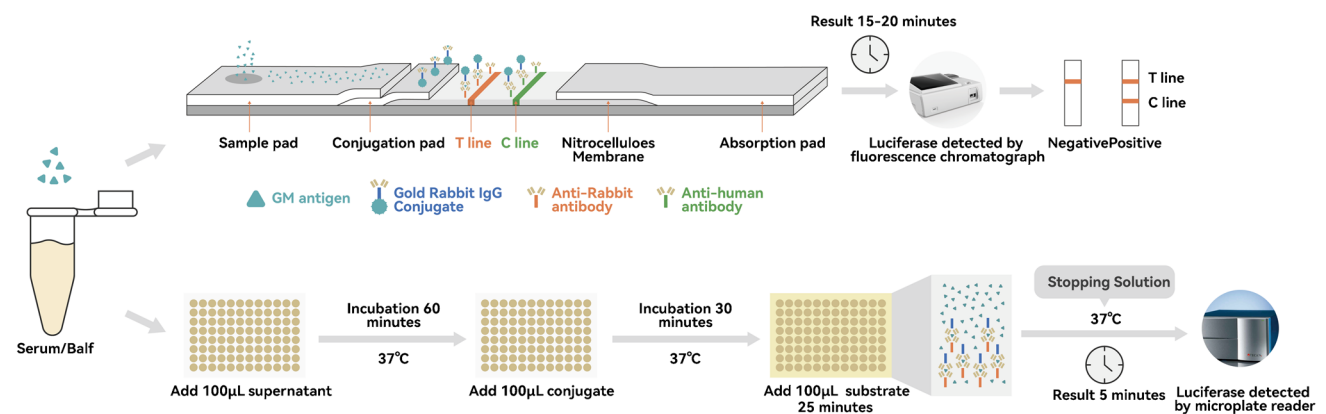 Result 15-20 minutes
T line
C line
Sample pad
Conjugation pad
T line
C line
Nitrocelluloes
Membrane
Absorption pad
Luciferase detected by
fluorescence chromatograph
NegativePositive
GM antigen
Gold Rabbit IgG
Conjugate
Anti-Rabbit
antibody
Anti-human
antibody
Serum/Balf
Incubation 60
minutes
37℃
Incubation 30
minutes
37℃
Stopping Solution
37℃
Result 5 minutes
Add 100μL supernatant
Add 100μL conjugate
Add 100μL substrate
25 minutes
Luciferase detected
by microplate reader